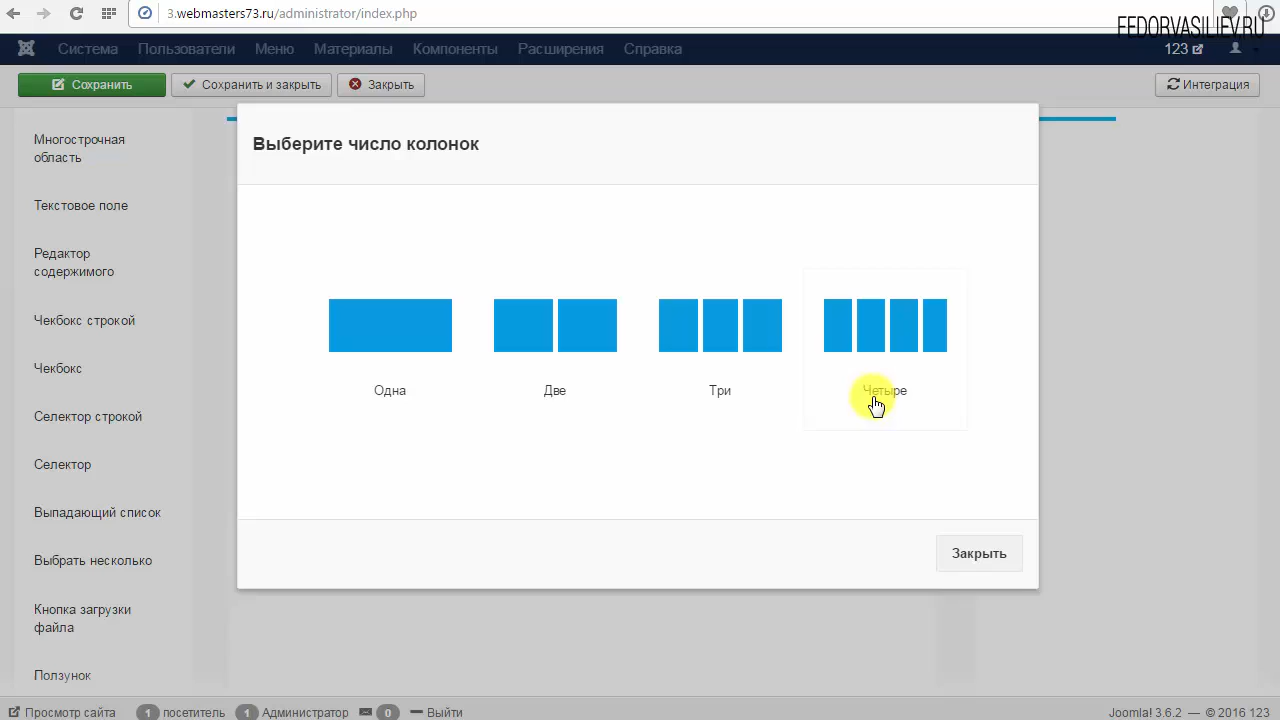 3.webmasters73.ru/administrator/index.php
FEDORVASILIEV.RU
Система Пользователи Меню Материалы Компоненты Расширения Справка 123
Сохранить Сохранить и закрыть Закрыть Интеграция
Многострочная
область
Текстовое поле
Редактор
содержимого
Чекбокс строкой
Чекбокс
Селектор строкой
Селектор
Выпадающий список
Выбрать несколько
Кнопка загрузки
файла
Ползунок
Выберите число колонок
Одна Две Три Четыре
Закрыть
Просмотр сайта 1 посетитель 1 Администратор 0 Выйти Joomla! 3.6.2 — © 2016 123